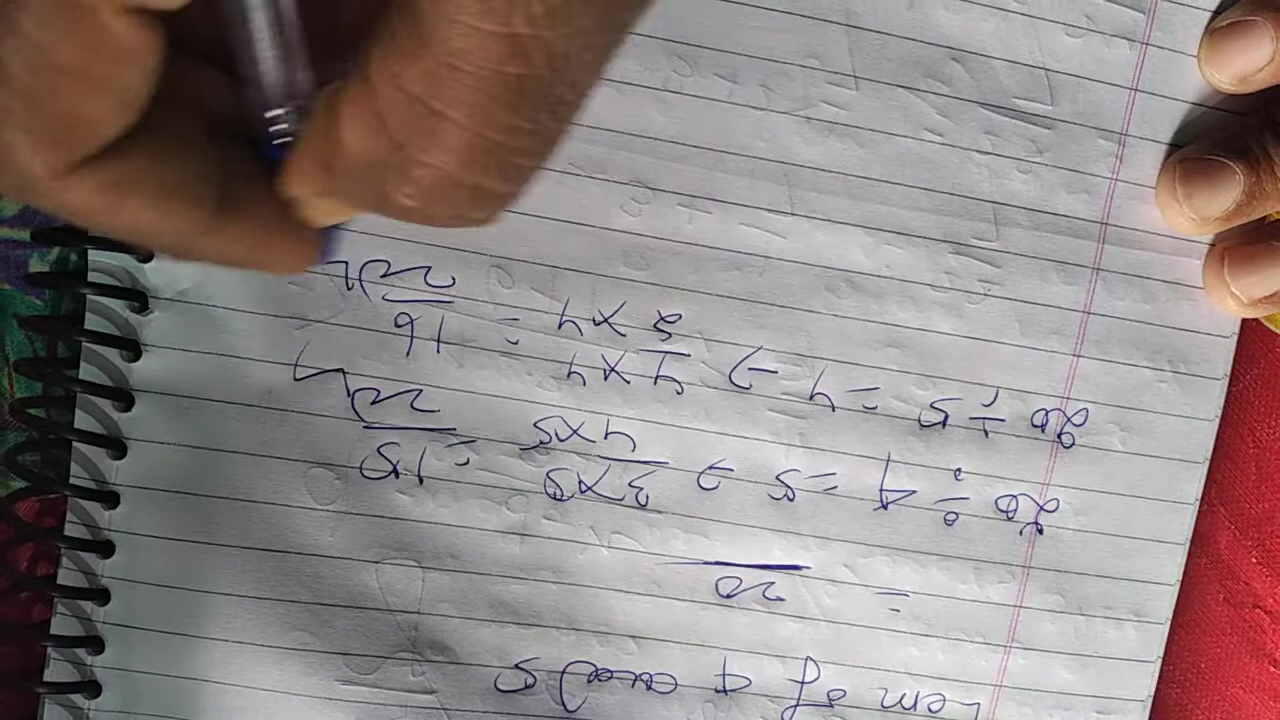 Lcm of 4 and 5
= 20
20 ÷ 4 = 5 → 3×5/4×5 = 15/20
20 ÷ 5 = 4 → 4×4/5×4 = 16/20